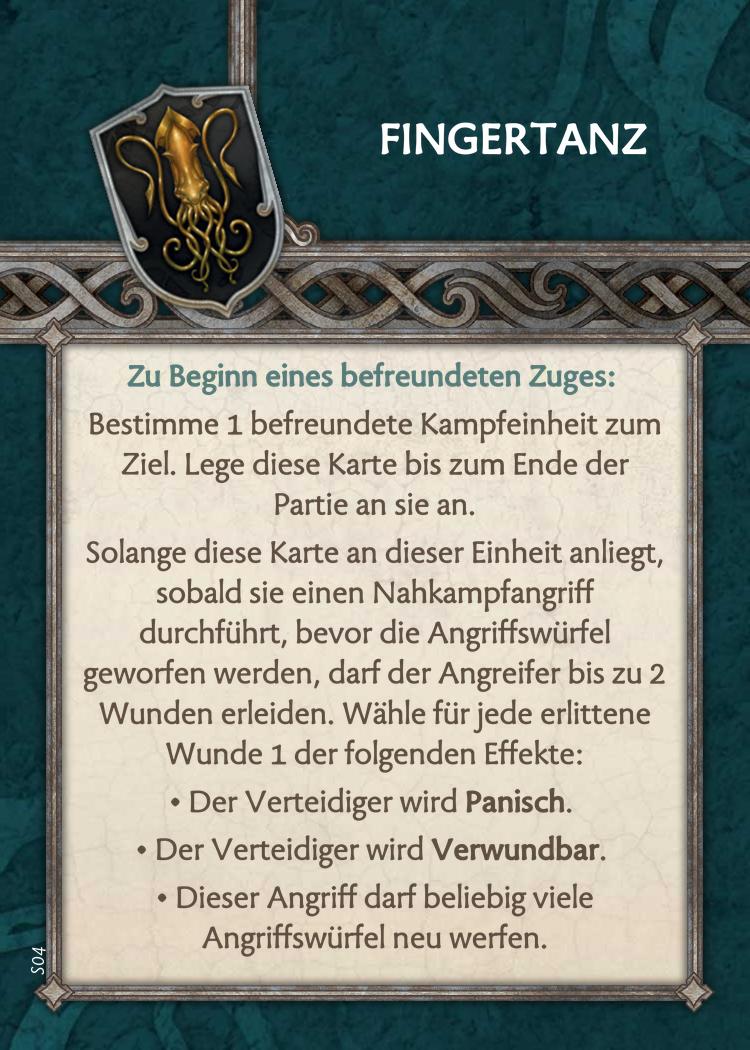 FINGERTANZ
Zu Beginn eines befreundeten Zuges:
Bestimme 1 befreundete Kampfeinheit zum
Ziel. Lege diese Karte bis zum Ende der
Partie an sie an.
Solange diese Karte an dieser Einheit anliegt,
sobald sie einen Nahkampfangriff
durchführt, bevor die Angriffswürfel
geworfen werden, darf der Angreifer bis zu 2
Wunden erleiden. Wähle für jede erlittene
Wunde 1 der folgenden Effekte:
• Der Verteidiger wird Panisch.
• Der Verteidiger wird Verwundbar.
• Dieser Angriff darf beliebig viele
Angriffswürfel neu werfen.
S04